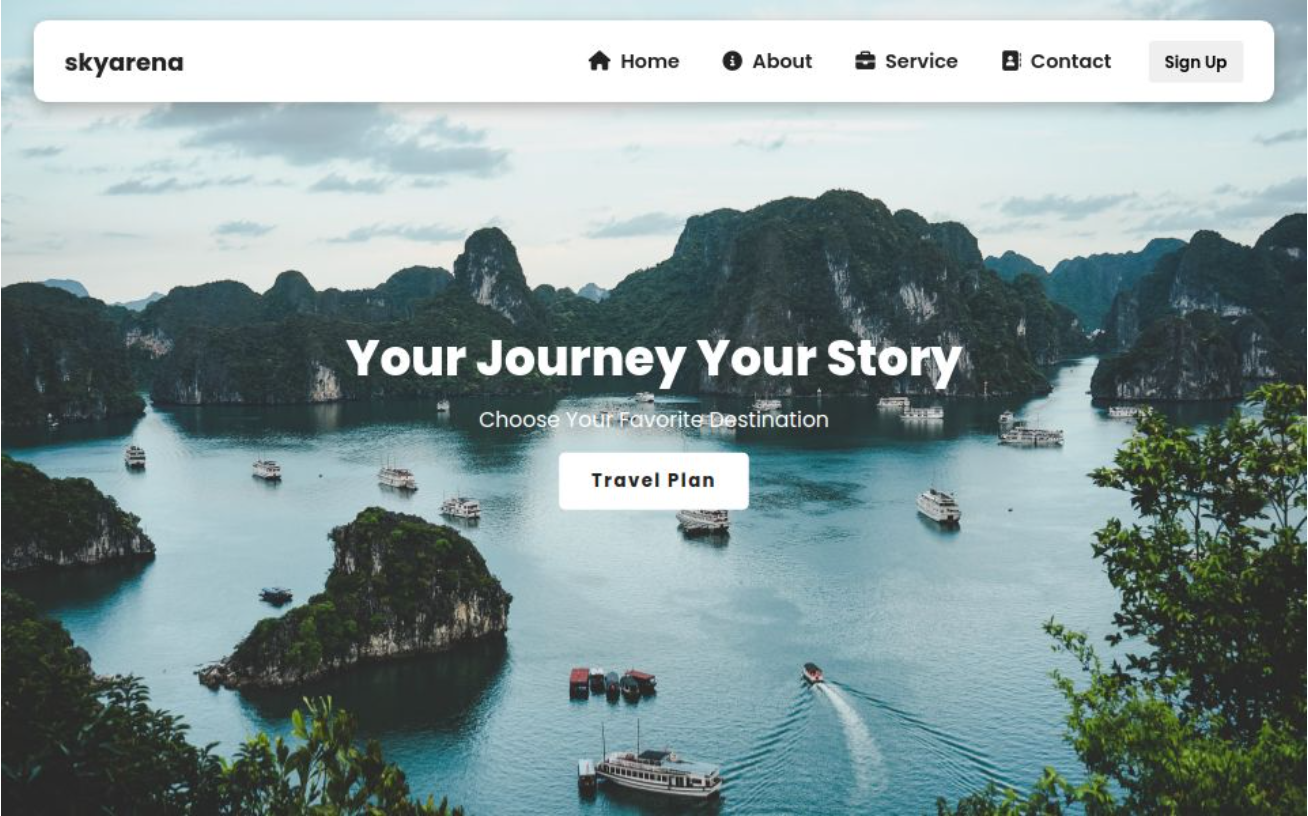 skyarena
Home About Service Contact Sign Up
Your Journey Your Story
Choose Your Favorite Destination
Travel Plan